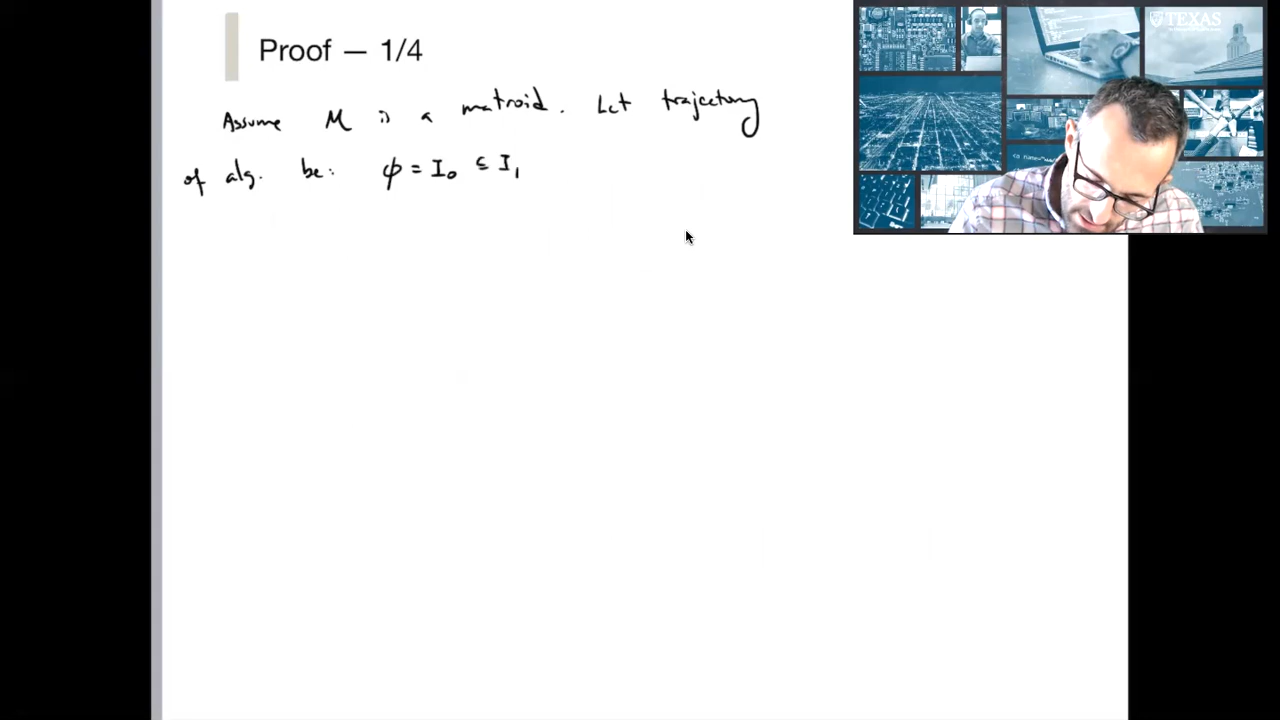 Proof — 1/4
TEXAS
Assume M is a matroid. Let trajectory
of alg. be: ϕ = I₀ ⊆ I₁